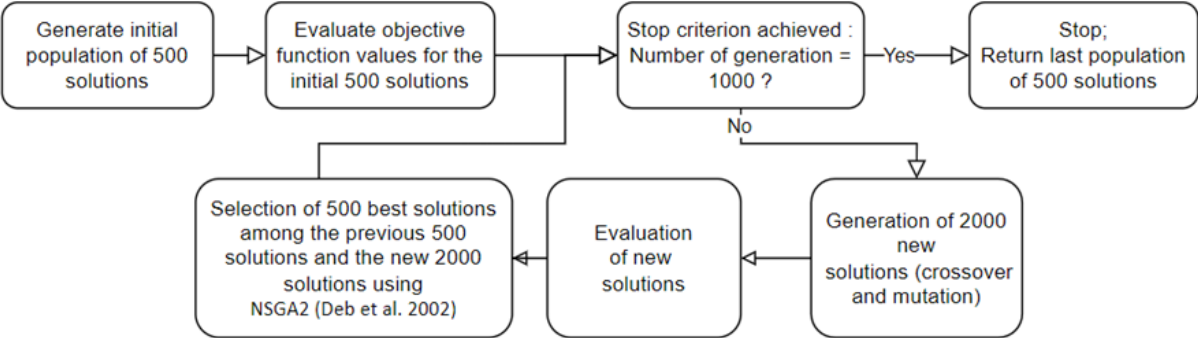 Generate initial
population of 500
solutions
Evaluate objective
function values for the
initial 500 solutions
Stop criterion achieved :
Number of generation =
1000 ?
Yes
Stop;
Return last population
of 500 solutions
No
Generation of 2000
new
solutions (crossover
and mutation)
Evaluation
of new
solutions
Selection of 500 best solutions
among the previous 500
solutions and the new 2000
solutions using
NSGA2 (Deb et al. 2002)